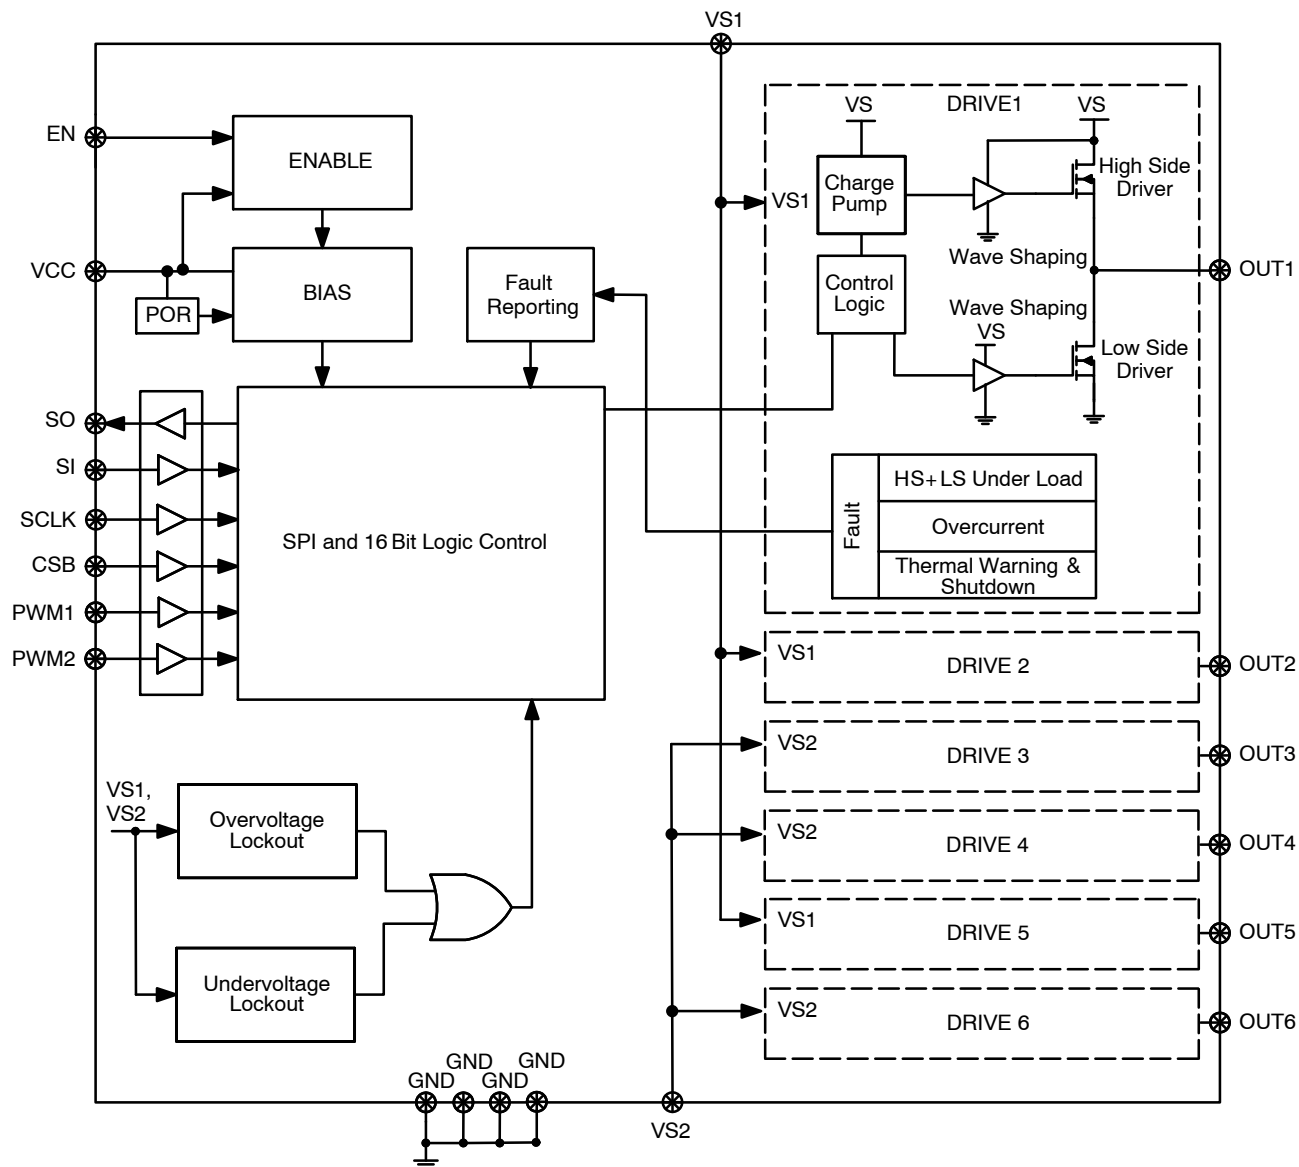 VS1
EN
ENABLE
VCC
BIAS
POR
Fault
Reporting
SO
SI
SCLK
CSB
PWM1
PWM2
SPI and 16 Bit Logic Control
VS1,
VS2
Overvoltage
Lockout
Undervoltage
Lockout
GND
GND
GND
GND
VS2
DRIVE1
VS
VS
VS1
Charge
Pump
High Side
Driver
Wave Shaping
OUT1
Control
Logic
Wave Shaping
VS
Low Side
Driver
Fault
HS+LS Under Load
Overcurrent
Thermal Warning &
Shutdown
VS1
DRIVE 2
OUT2
VS2
DRIVE 3
OUT3
VS2
DRIVE 4
OUT4
VS1
DRIVE 5
OUT5
VS2
DRIVE 6
OUT6